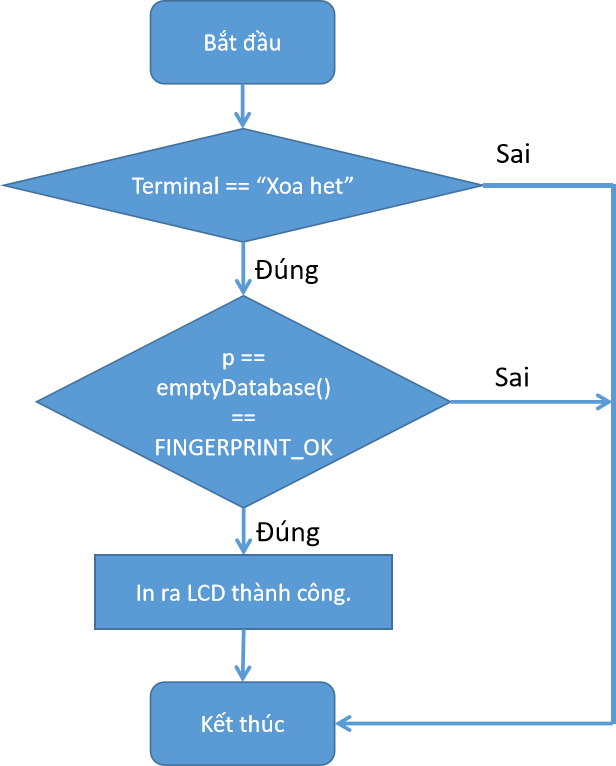 Bắt đầu
Sai
Terminal == “Xoa het”
Đúng
p ==
emptyDatabase()
==
FINGERPRINT_OK
Sai
Đúng
In ra LCD thành công.
Kết thúc